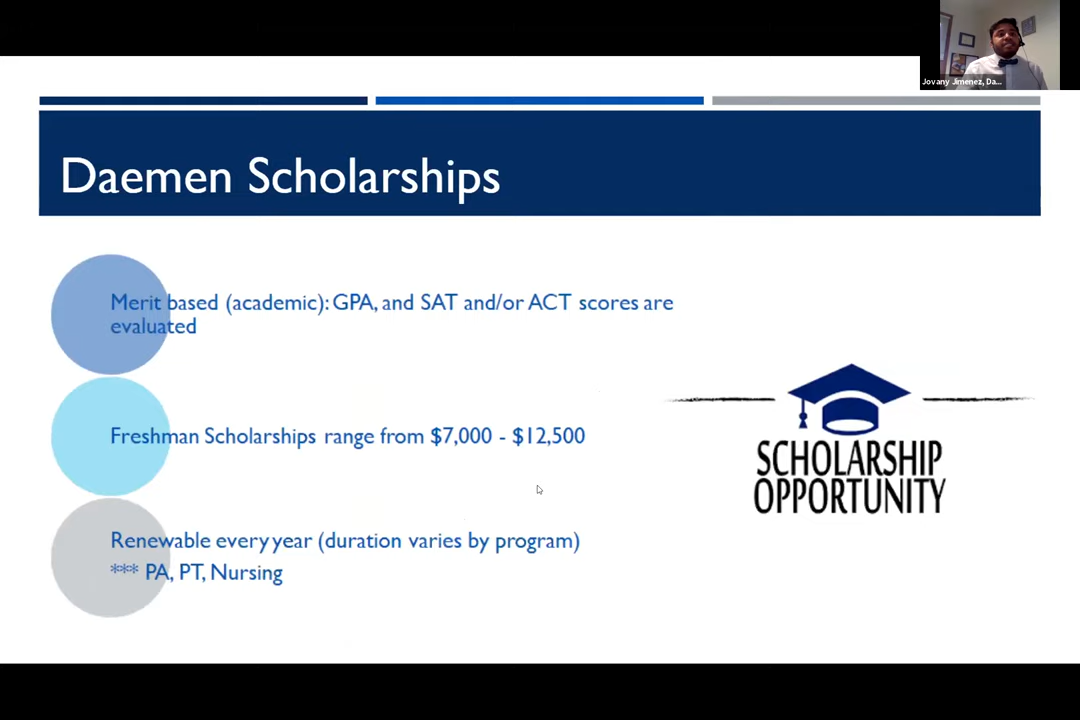 Jovany Jimenez, Da...
Daemen Scholarships
Merit based (academic): GPA, and SAT and/or ACT scores are
evaluated
Freshman Scholarships range from $7,000 - $12,500
Renewable every year (duration varies by program)
*** PA, PT, Nursing
SCHOLARSHIP
OPPORTUNITY